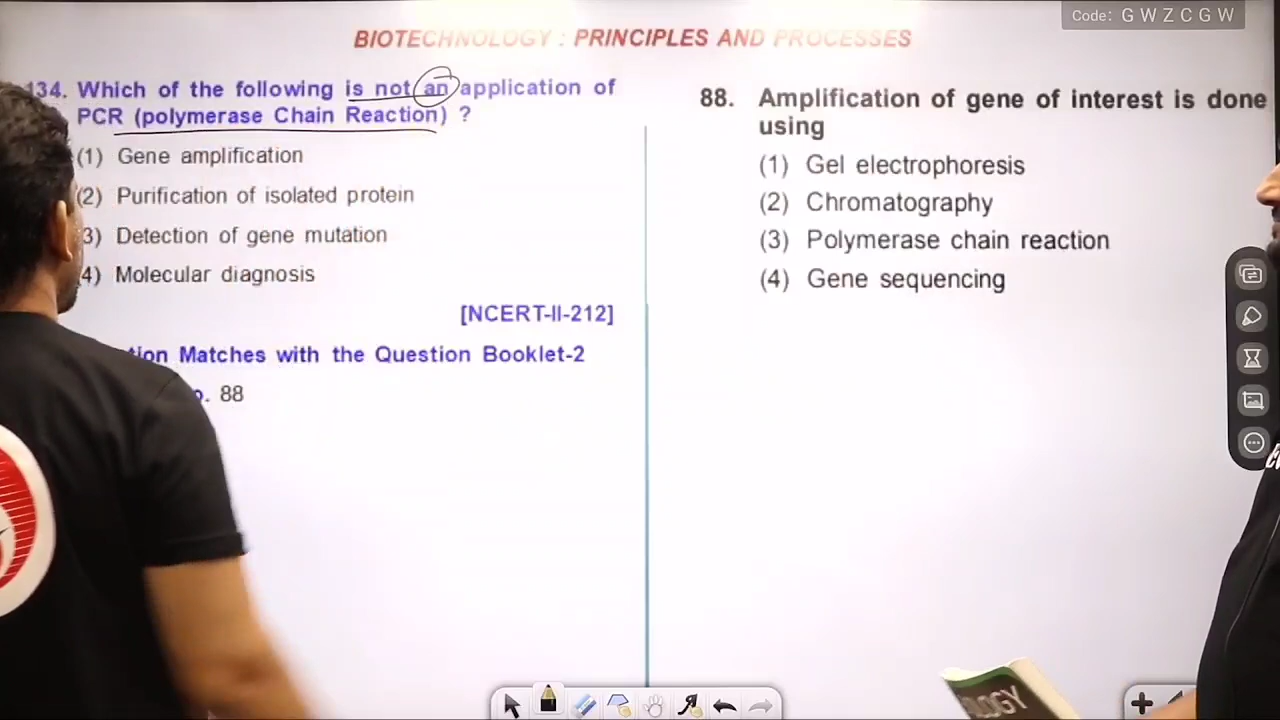 Code: G W Z C G W
BIOTECHNOLOGY : PRINCIPLES AND PROCESSES
134. Which of the following is not an application of
PCR (polymerase Chain Reaction) ?
(1) Gene amplification
(2) Purification of isolated protein
3) Detection of gene mutation
4) Molecular diagnosis
[NCERT-II-212]
tion Matches with the Question Booklet-2
o. 88
88. Amplification of gene of interest is done
using
(1) Gel electrophoresis
(2) Chromatography
(3) Polymerase chain reaction
(4) Gene sequencing